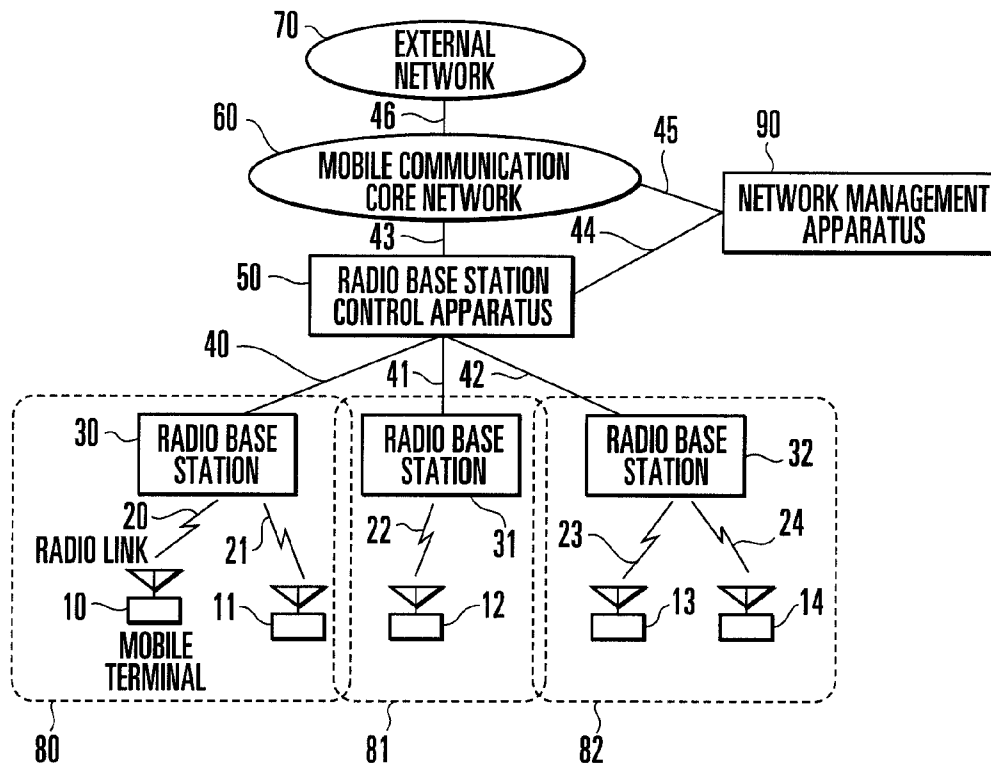 70
EXTERNAL
NETWORK
46
60
45
90
MOBILE COMMUNICATION
CORE NETWORK
NETWORK MANAGEMENT
APPARATUS
43
44
50
RADIO BASE STATION
CONTROL APPARATUS
40
41
42
30
RADIO BASE
STATION
RADIO BASE
STATION
RADIO BASE
STATION
32
20
21
22
31
23
24
RADIO LINK
10
11
12
13
14
MOBILE
TERMINAL
80
81
82